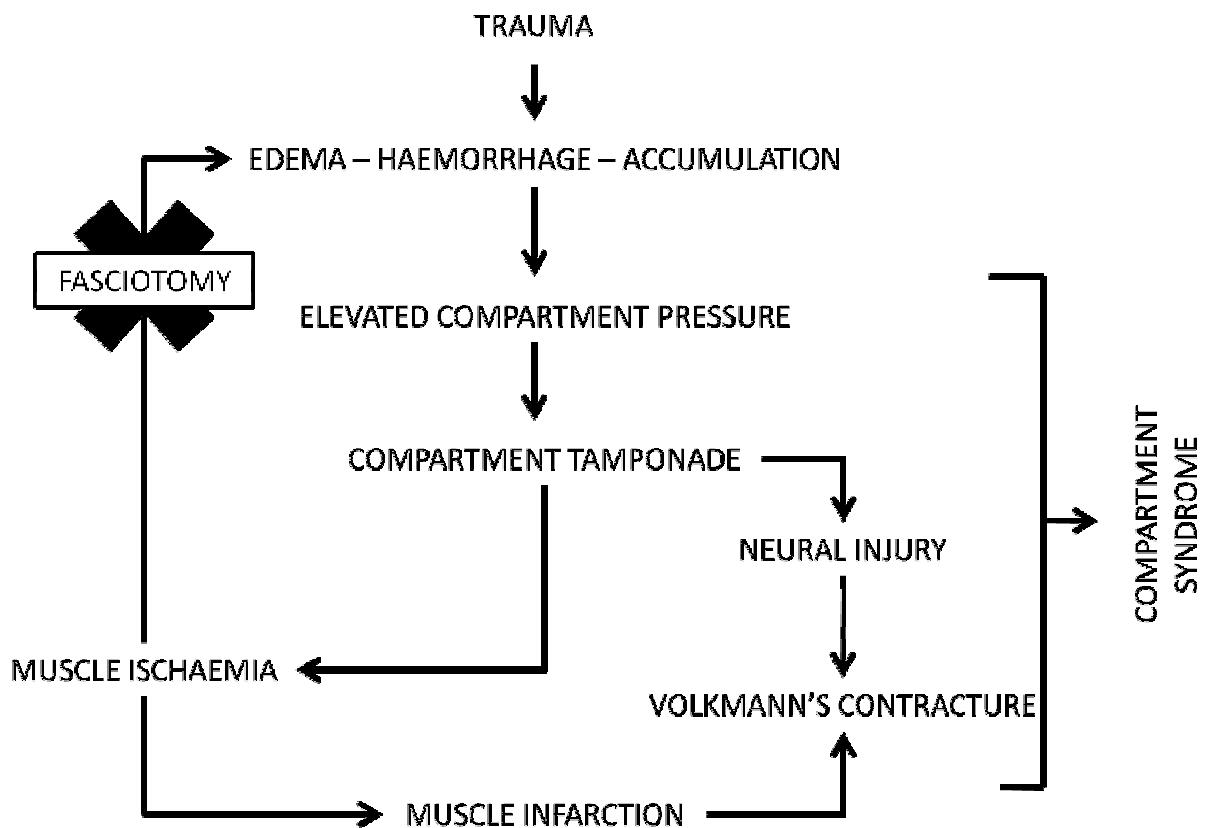 TRAUMA
EDEMA – HAEMORRHAGE – ACCUMULATION
FASCIOTOMY
ELEVATED COMPARTMENT PRESSURE
COMPARTMENT TAMPONADE
NEURAL INJURY
MUSCLE ISCHAEMIA
VOLKMANN'S CONTRACTURE
MUSCLE INFARCTION
COMPARTMENT
SYNDROME